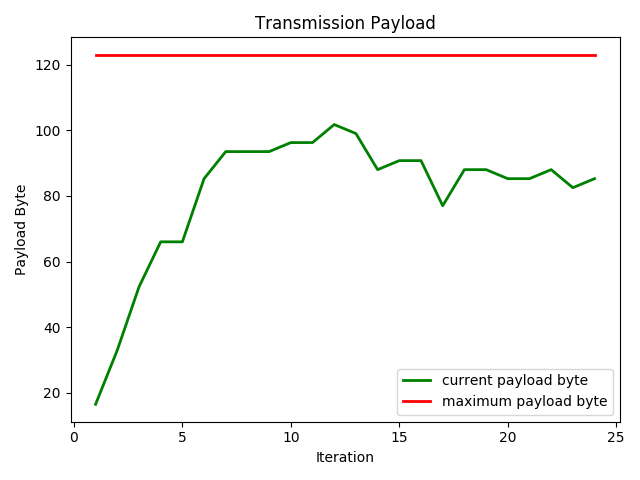 Transmission Payload
Payload Byte
120
100
80
60
40
20
0
5
10
15
20
25
Iteration
current payload byte
maximum payload byte